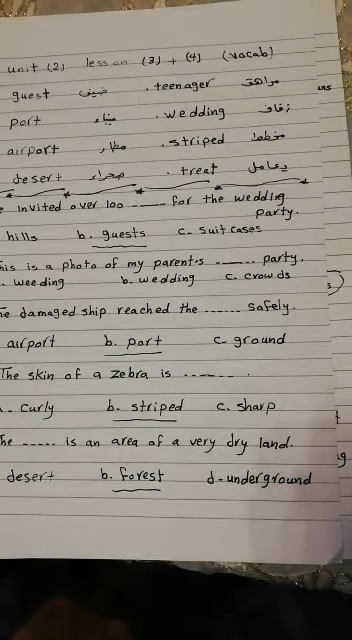 unit (2) lesson (3) + (4) (vocab)
guest ضيف . teenager مراهق
port ميناء . wedding زفاف
airport مطار . striped مخطط
desert صحراء . treat يعامل
invited over 100 ...... for the wedding
party.
hills b. guests c. suitcases
his is a photo of my parent's ...... party.
. weeding b. wedding c. crowds
e damaged ship reached the ...... safely.
airport b. port c- ground
The skin of a zebra is ....... .
. curly b. striped c. sharp
he ..... is an area of a very dry land.
desert b. forest d-underground